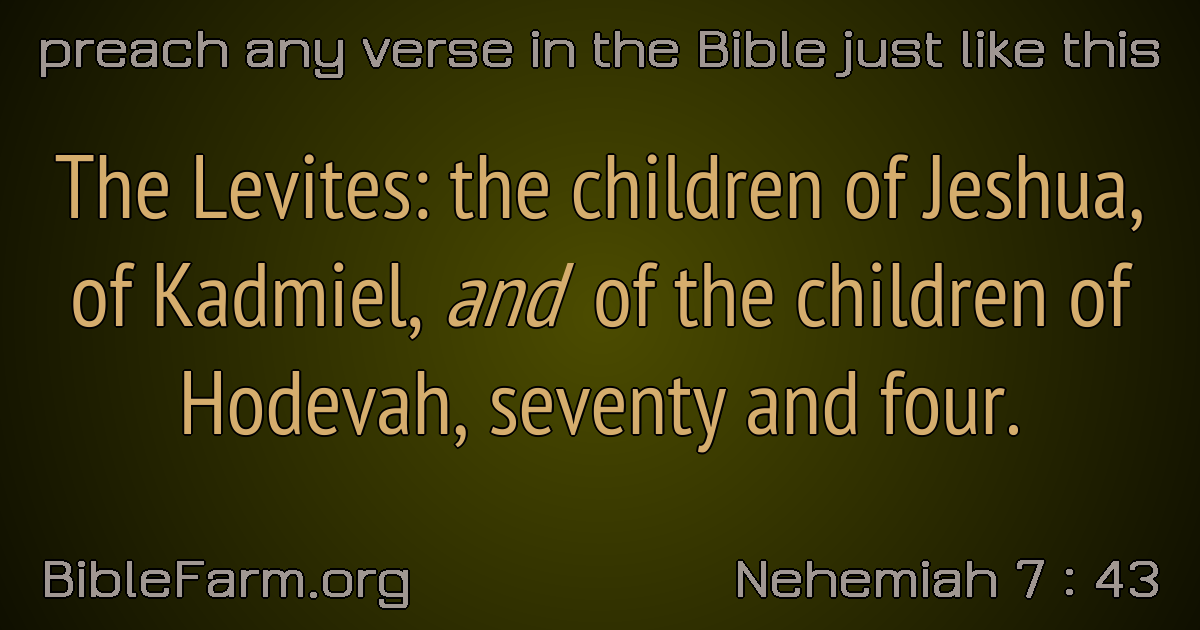 preach any verse in the Bible just like this
The Levites: the children of Jeshua,
of Kadmiel, and of the children of
Hodevah, seventy and four.
BibleFarm.org
Nehemiah 7 : 43